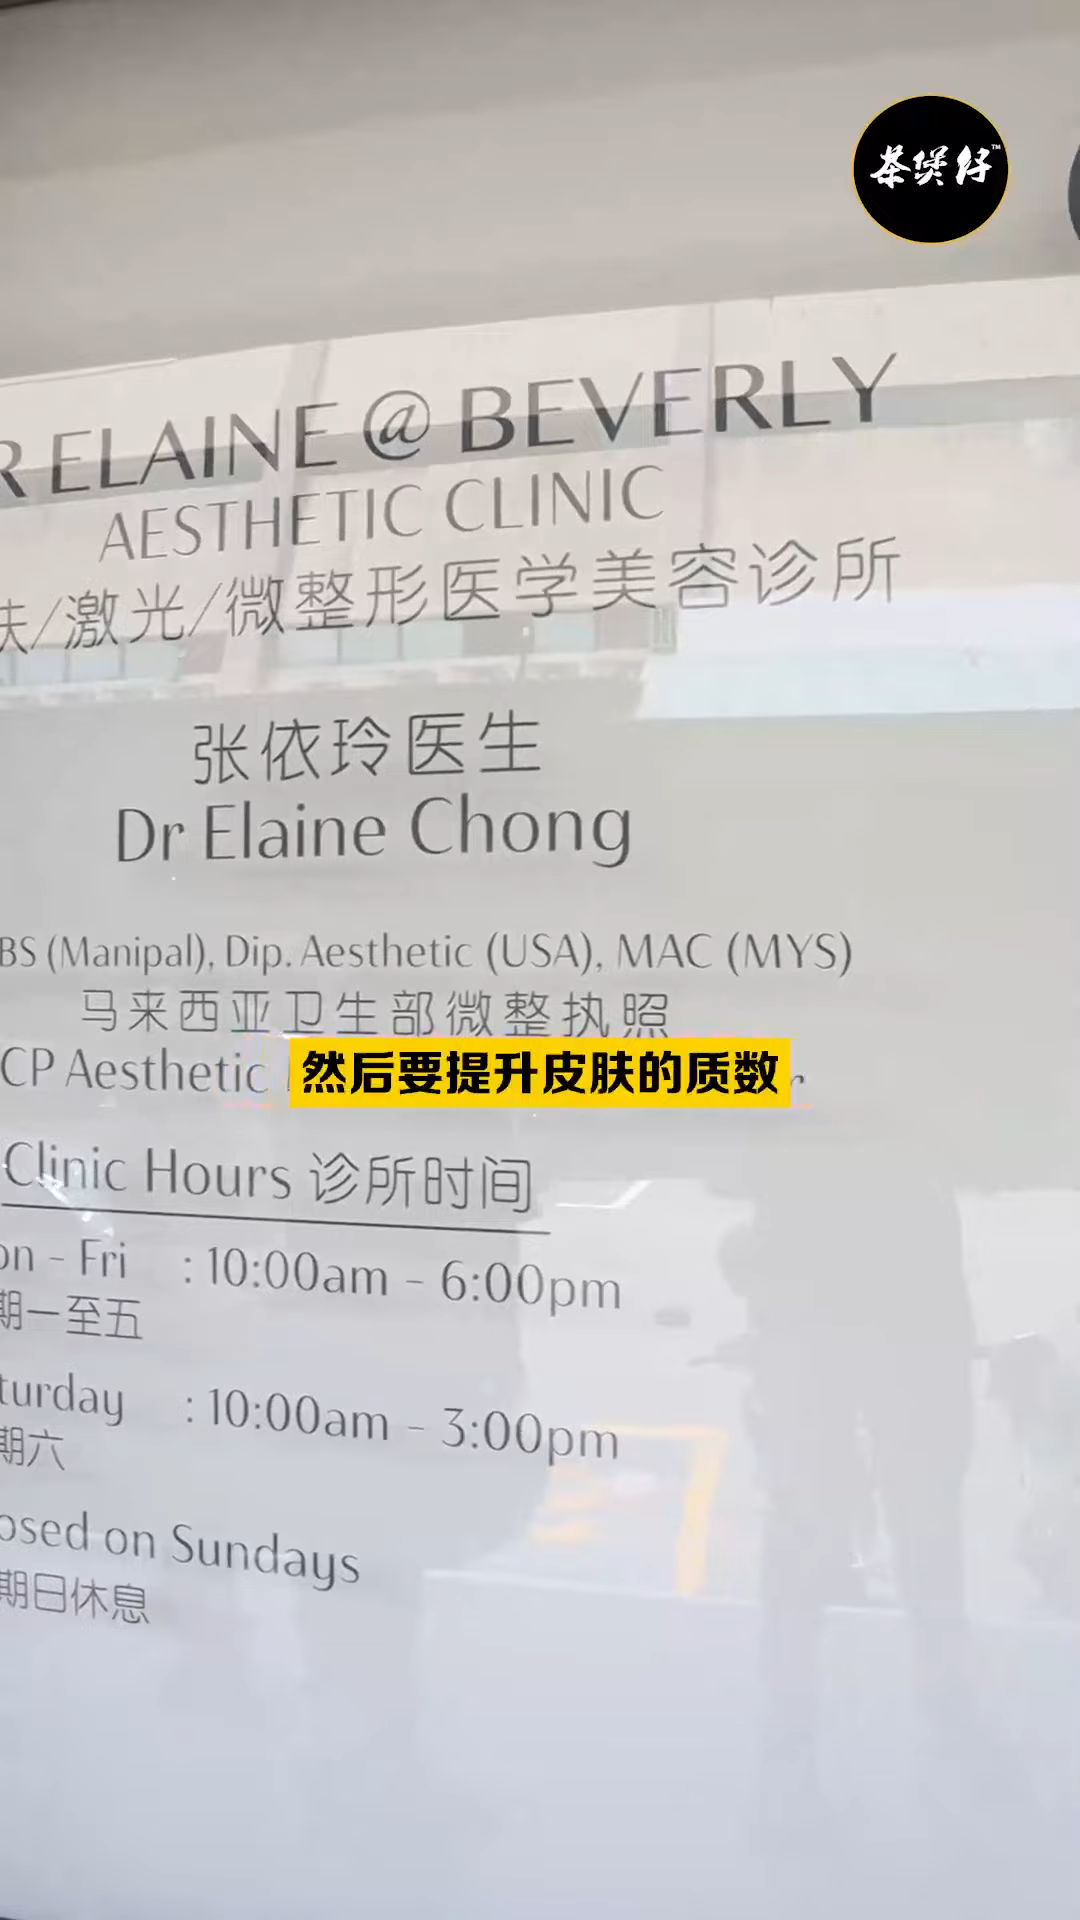 茶煲仔™
R ELAINE @ BEVERLY
AESTHETIC CLINIC
/激光/微整形医学美容诊所
张依玲医生
Dr Elaine Chong
BS (Manipal), Dip. Aesthetic (USA), MAC (MYS)
马来西亚卫生部微整执照
CP Aesthetic
然后要提升皮肤的质数
Clinic Hours 诊所时间
on - Fri : 10:00am - 6:00pm
期一至五
turday : 10:00am - 3:00pm
期六
osed on Sundays
期日休息